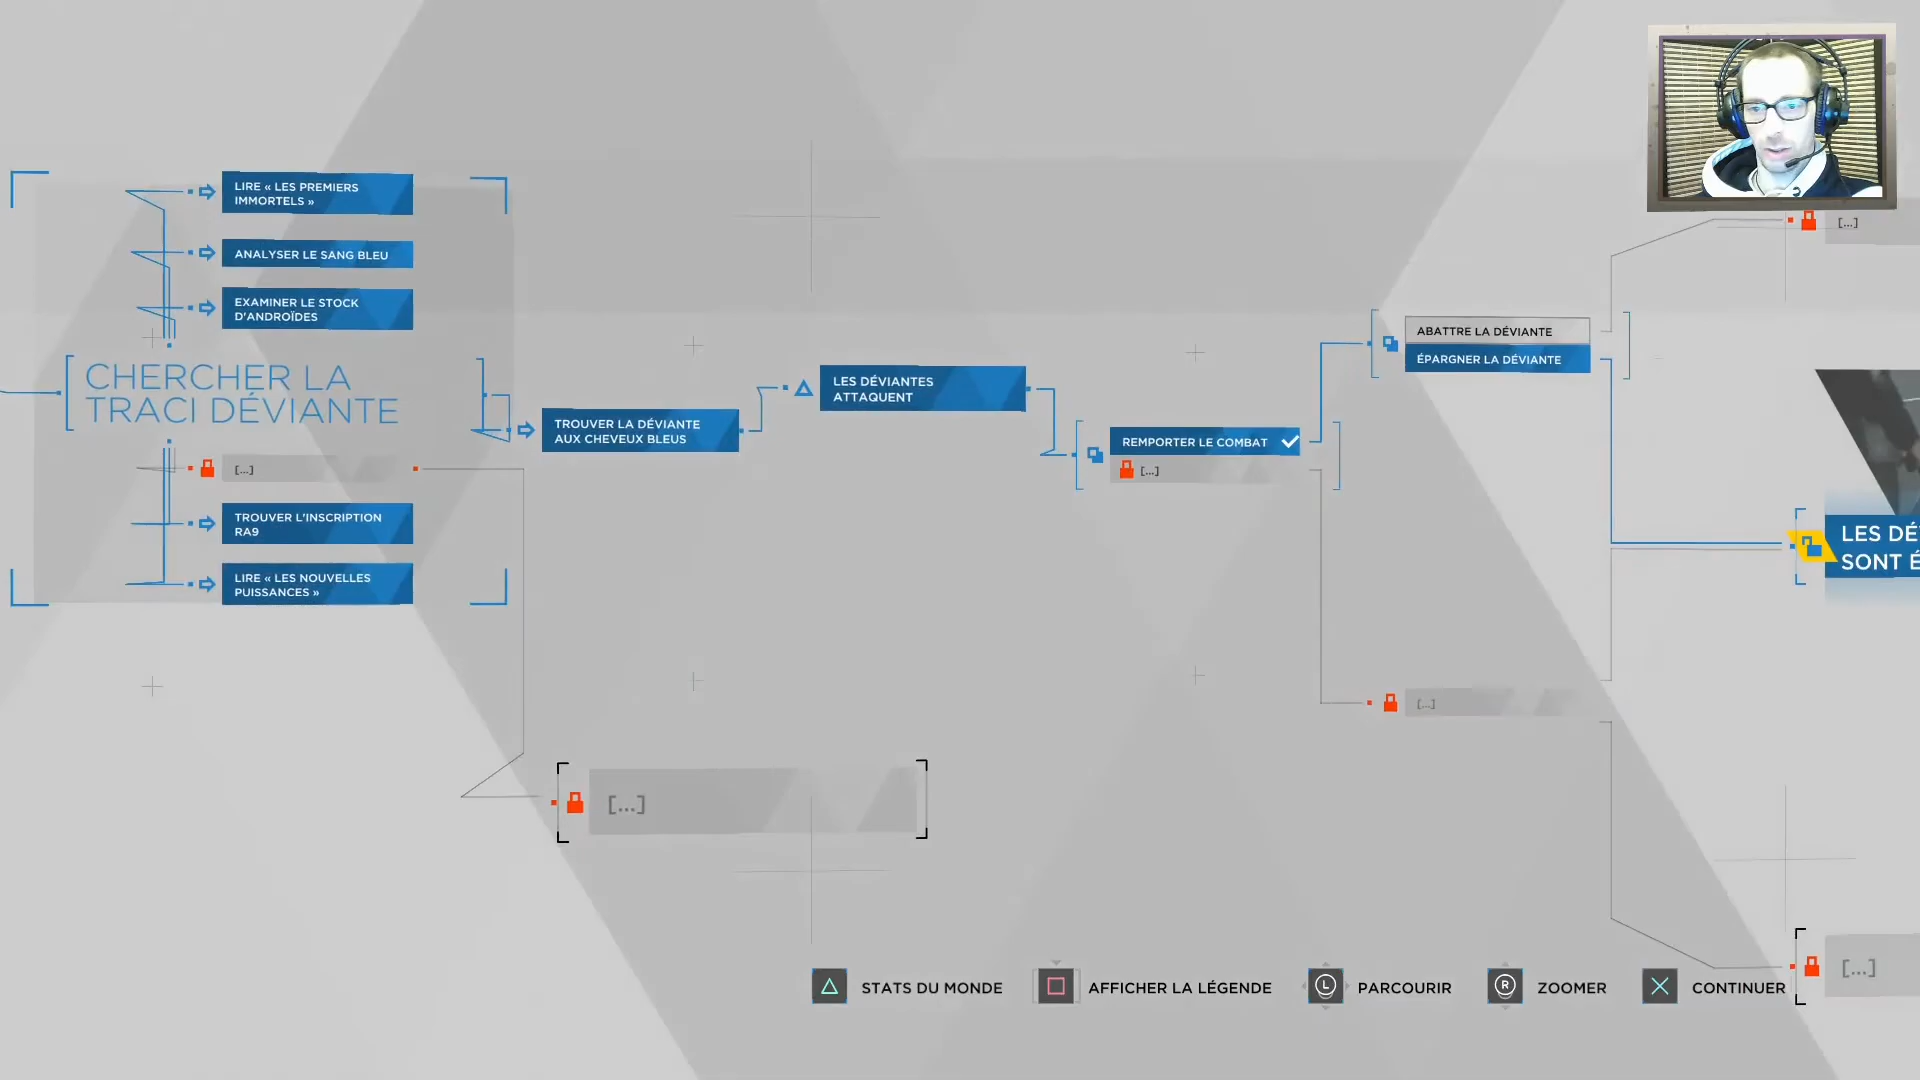 LIRE « LES PREMIERS
IMMORTELS »
ANALYSER LE SANG BLEU
EXAMINER LE STOCK
D'ANDROÏDES
CHERCHER LA
TRACI DÉVIANTE
[...]
TROUVER L'INSCRIPTION
RA9
LIRE « LES NOUVELLES
PUISSANCES »
TROUVER LA DÉVIANTE
AUX CHEVEUX BLEUS
[...]
LES DÉVIANTES
ATTAQUENT
REMPORTER LE COMBAT
[...]
ABATTRE LA DÉVIANTE
ÉPARGNER LA DÉVIANTE
[...]
[...]
LES DÉ
SONT É
[...]
STATS DU MONDE
AFFICHER LA LÉGENDE
L PARCOURIR
R ZOOMER
CONTINUER